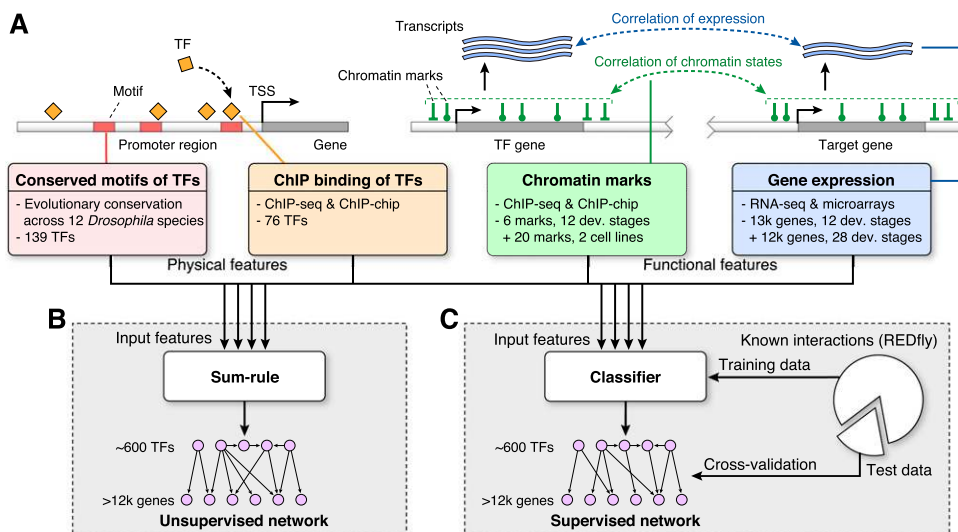 A
Transcripts
Correlation of expression
TF
Correlation of chromatin states
Motif
TSS
Chromatin marks
Promoter region
Gene
TF gene
Target gene
Conserved motifs of TFs
- Evolutionary conservation
across 12 Drosophila species
- 139 TFs
ChIP binding of TFs
- ChIP-seq & ChIP-chip
- 76 TFs
Chromatin marks
- ChIP-seq & ChIP-chip
- 6 marks, 12 dev. stages
+ 20 marks, 2 cell lines
Gene expression
- RNA-seq & microarrays
- 13k genes, 12 dev. stages
+ 12k genes, 28 dev. stages
Physical features
Functional features
B
Input features
Sum-rule
~600 TFs
>12k genes
Unsupervised network
C
Input features
Known interactions (REDfly)
Classifier
Training data
~600 TFs
Cross-validation
Test data
>12k genes
Supervised network